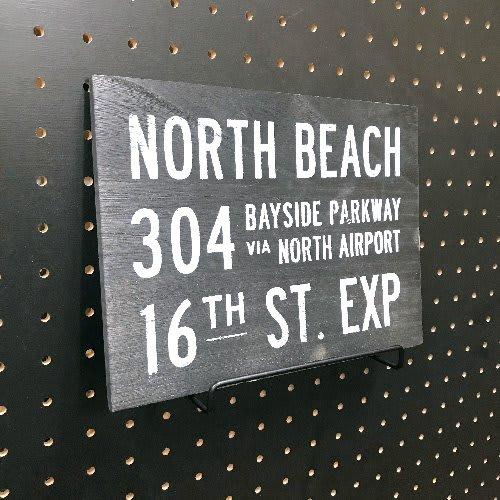 NORTH BEACH
304 BAYSIDE PARKWAY
VIA NORTH AIRPORT
16TH ST. EXP